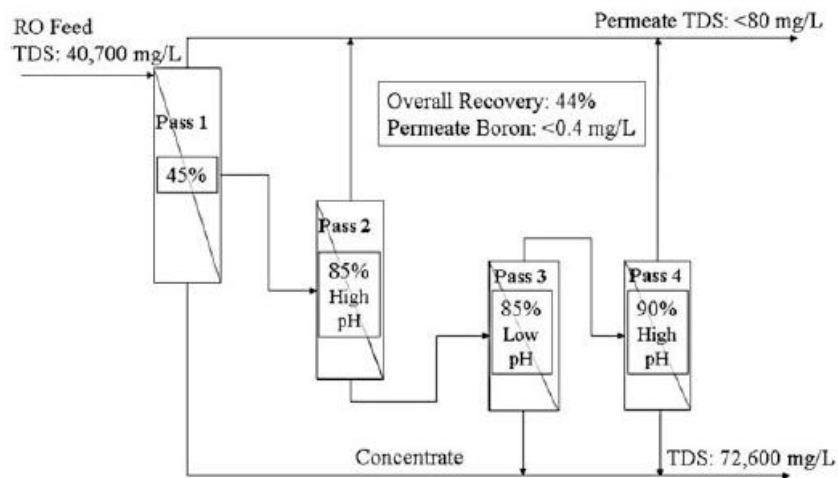 RO Feed
TDS: 40,700 mg/L
Permeate TDS: <80 mg/L
Overall Recovery: 44%
Permeate Boron: <0.4 mg/L
Pass 1
45%
Pass 2
85%
High
pH
Pass 3
85%
Low
pH
Pass 4
90%
High
pH
Concentrate
TDS: 72,600 mg/L